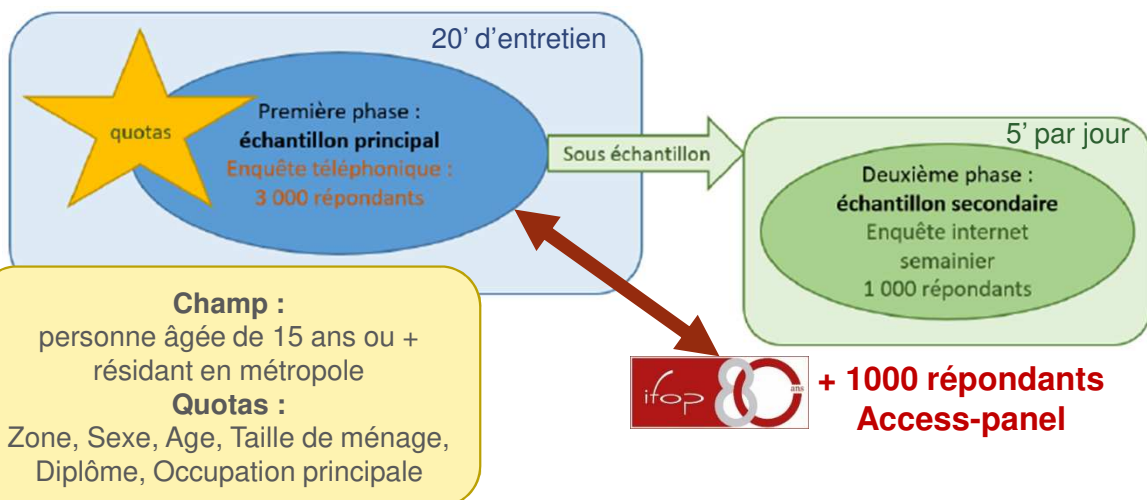 20' d'entretien
quotas
Première phase :
échantillon principal
Enquête téléphonique :
3 000 répondants
Sous échantillon
5' par jour
Deuxième phase :
échantillon secondaire
Enquête internet
semainier
1 000 répondants
Champ :
personne âgée de 15 ans ou +
résidant en métropole
Quotas :
Zone, Sexe, Age, Taille de ménage,
Diplôme, Occupation principale
ifop 80 ans
+ 1000 répondants
Access-panel